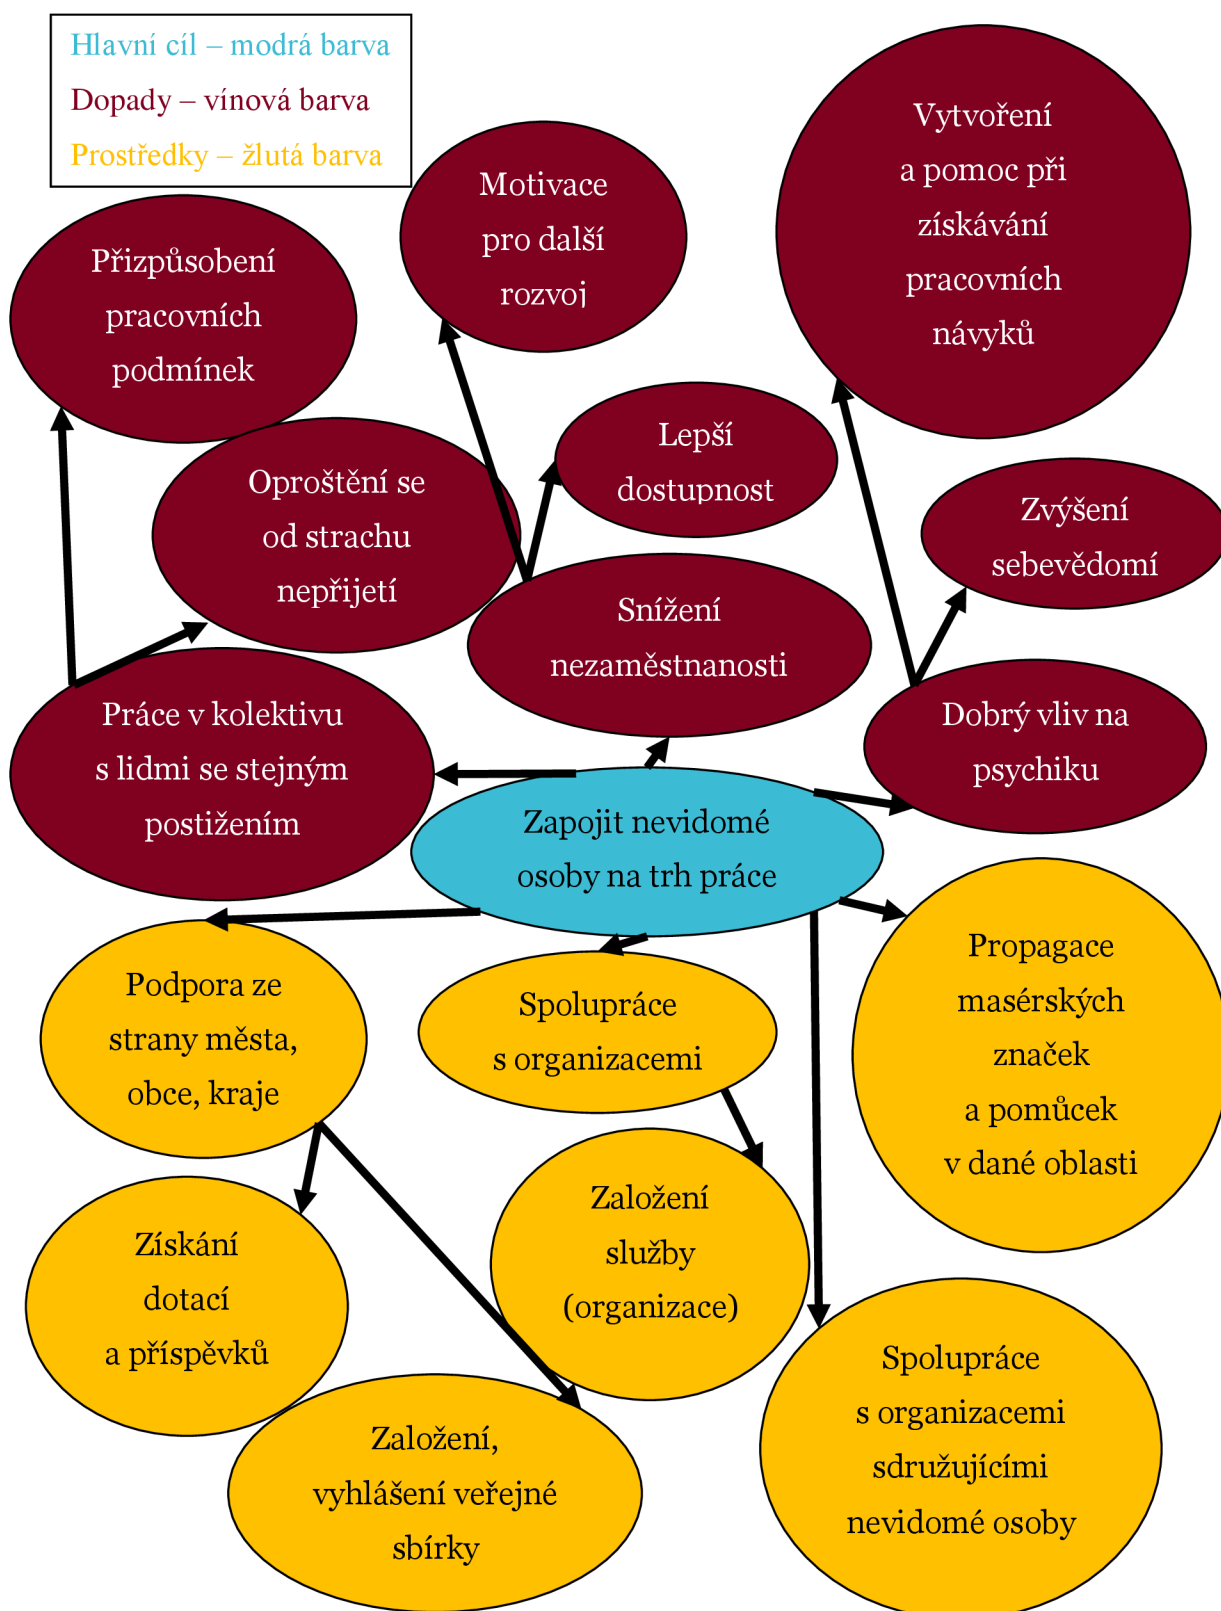 Hlavní cíl – modrá barva
Dopady – vínová barva
Prostředky – žlutá barva
Vytvoření
a pomoc při
získávání
pracovních
návyků
Motivace
pro další
rozvoj
Přizpůsobení
pracovních
podmínek
Lepší
dostupnost
Oproštění se
od strachu
nepřijetí
Zvýšení
sebevědomí
Snížení
nezaměstnanosti
Práce v kolektivu
s lidmi se stejným
postižením
Dobrý vliv na
psychiku
Zapojit nevidomé
osoby na trh práce
Podpora ze
strany města,
obce, kraje
Spolupráce
s organizacemi
Propagace
masérských
značek
a pomůcek
v dané oblasti
Získání
dotací
a příspěvků
Založení
služby
(organizace)
Založení,
vyhlášení veřejné
sbírky
Spolupráce
s organizacemi
sdružujícími
nevidomé osoby